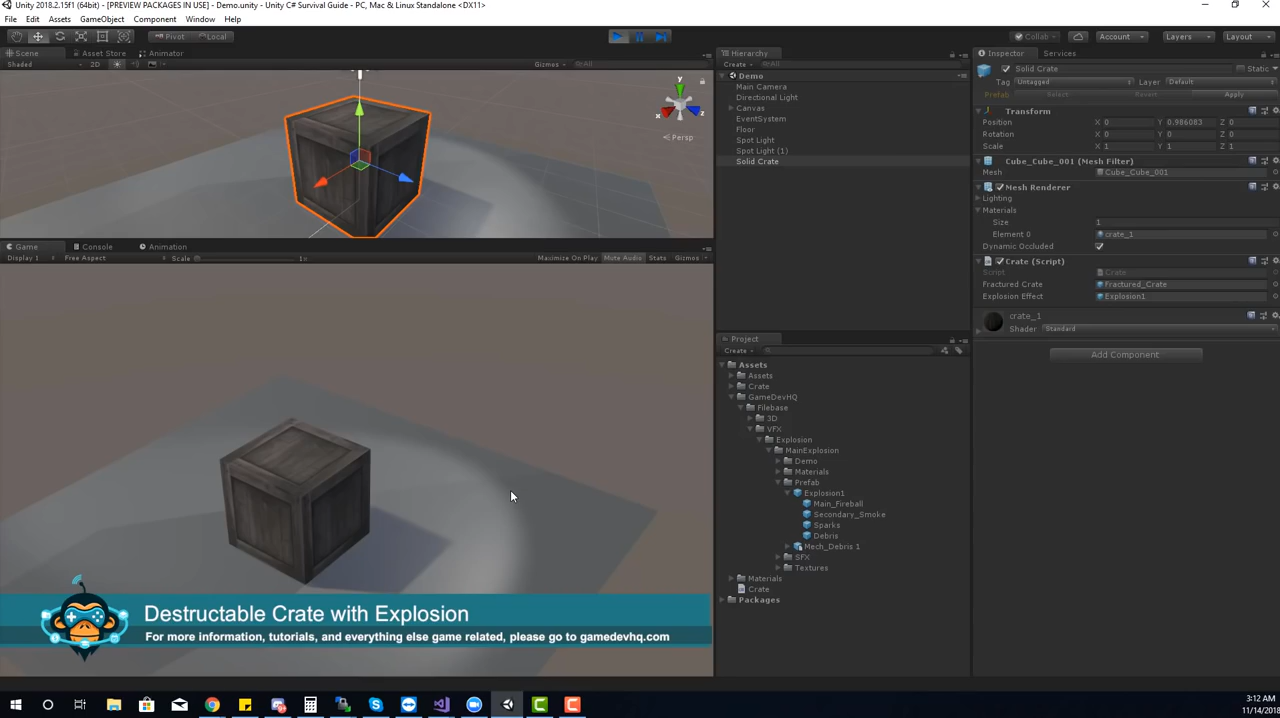 Unity 2018.2.15f1 (64bit) - [PREVIEW PACKAGES IN USE] - Demo.unity - Unity C# Survival Guide - PC, Mac & Linux Standalone <DX11>
File Edit Assets GameObject Component Window Help
Pivot Local Collab Account Layers Layout
Scene Asset Store Animator
Shaded 2D Gizmos All
y
x z
Persp
Game Console Animation
Display 1 Free Aspect Scale 1x Maximize On Play Mute Audio Stats Gizmos
Destructable Crate with Explosion
For more information, tutorials, and everything else game related, please go to gamedevhq.com
Hierarchy
Create All
Demo
Main Camera
Directional Light
Canvas
EventSystem
Floor
Spot Light
Spot Light (1)
Solid Crate
Project
Create
Assets
Assets
Crate
GameDevHQ
Filebase
3D
VFX
Explosion
MainExplosion
Demo
Materials
Prefab
Explosion1
Main_Fireball
Secondary_Smoke
Sparks
Debris
Mech_Debris 1
SFX
Textures
Materials
Crate
Packages
Inspector Services
Solid Crate Static
Tag Untagged Layer Default
Prefab Select Revert Apply
Transform
Position X 0 Y 0.986083 Z 0
Rotation X 0 Y 0 Z 0
Scale X 1 Y 1 Z 1
Cube_Cube_001 (Mesh Filter)
Mesh Cube_Cube_001
Mesh Renderer
Lighting
Materials
Size 1
Element 0 crate_1
Dynamic Occluded
Crate (Script)
Script Crate
Fractured Crate Fractured_Crate
Explosion Effect Explosion1
crate_1
Shader Standard
Add Component
3:12 AM
11/14/2018